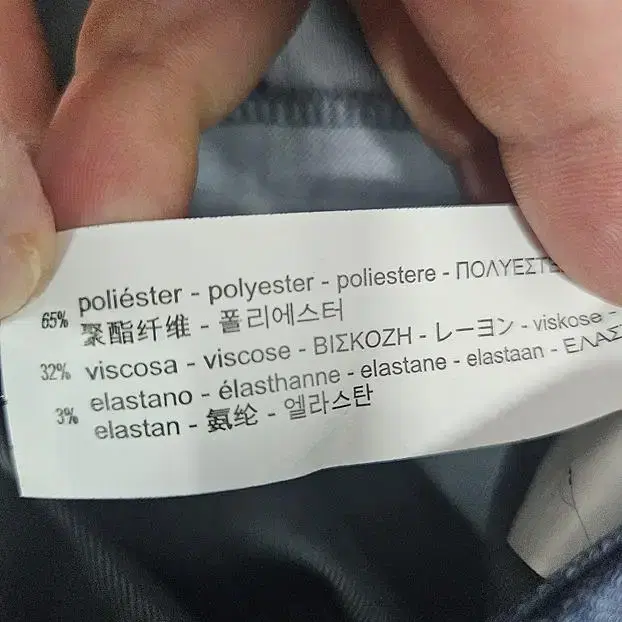 65% poliéster - polyester - poliestere - ΠΟΛΥΕΣΤΕ
聚酯纤维 - 폴리에스터
32% viscosa - viscose - ΒΙΣΚΟΖΗ - レーヨン - viskose -
3% elastano - élasthanne - elastane - elastaan - ΕΛΑΣ
elastan - 氨纶 - 엘라스탄